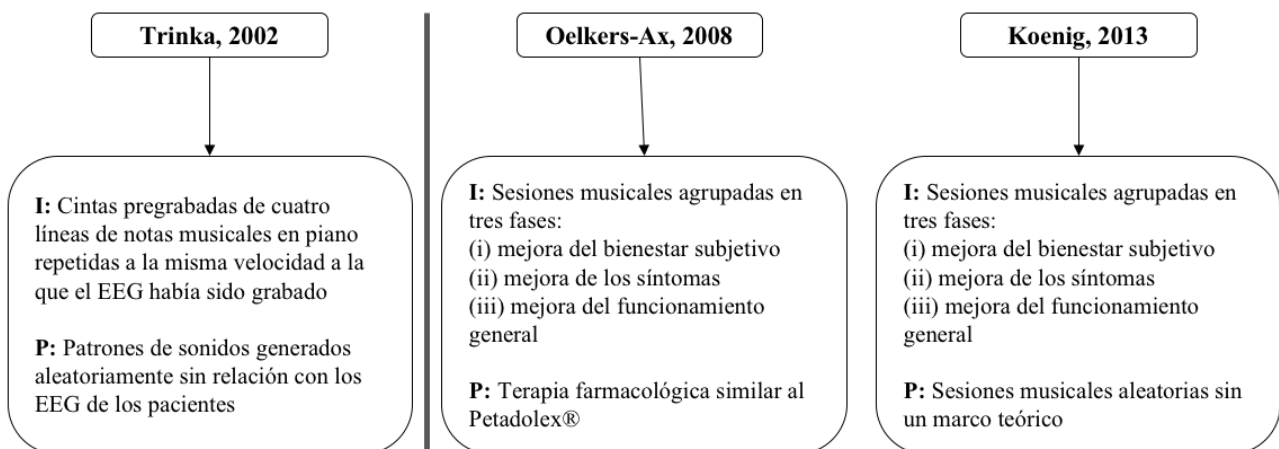 Trinka, 2002
I: Cintas pregrabadas de cuatro
líneas de notas musicales en piano
repetidas a la misma velocidad a la
que el EEG había sido grabado
P: Patrones de sonidos generados
aleatoriamente sin relación con los
EEG de los pacientes
Oelkers-Ax, 2008
I: Sesiones musicales agrupadas en
tres fases:
(i) mejora del bienestar subjetivo
(ii) mejora de los síntomas
(iii) mejora del funcionamiento
general
P: Terapia farmacológica similar al
Petadolex®
Koenig, 2013
I: Sesiones musicales agrupadas en
tres fases:
(i) mejora del bienestar subjetivo
(ii) mejora de los síntomas
(iii) mejora del funcionamiento
general
P: Sesiones musicales aleatorias sin
un marco teórico